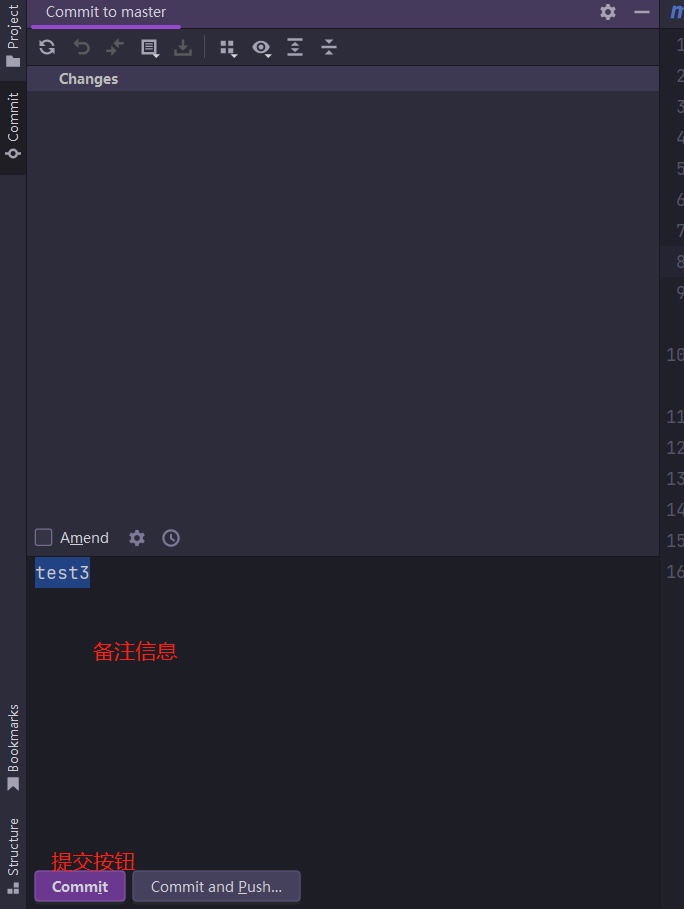 Project
Commit to master
m
Commit
Changes
1
2
3
4
5
6
7
8
9
10
11
12
13
14
15
16
Amend
test3
备注信息
Bookmarks
Structure
提交按钮
Commit
Commit and Push...